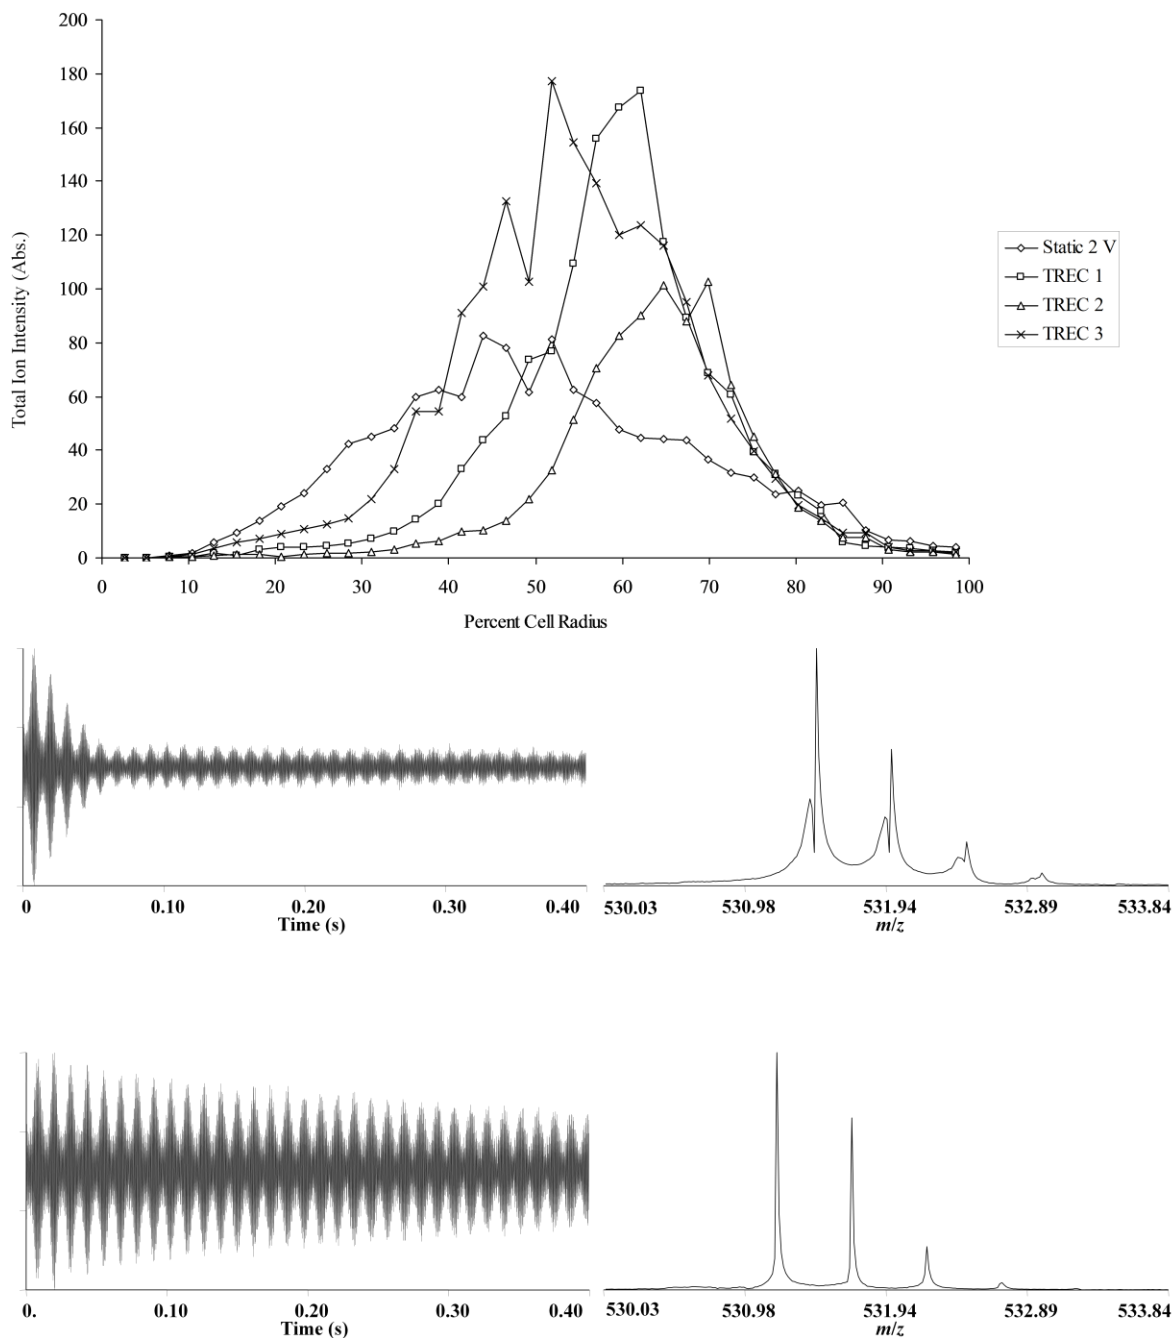 200
180
160
140
120
100
80
60
40
20
0
Total Ion Intensity (Abs.)
0 10 20 30 40 50 60 70 80 90 100
Percent Cell Radius
Static 2 V
TREC 1
TREC 2
TREC 3
0 0.10 0.20 0.30 0.40
Time (s)
530.03 530.98 531.94 532.89 533.84
m/z
0. 0.10 0.20 0.30 0.40
Time (s)
530.03 530.98 531.94 532.89 533.84
m/z